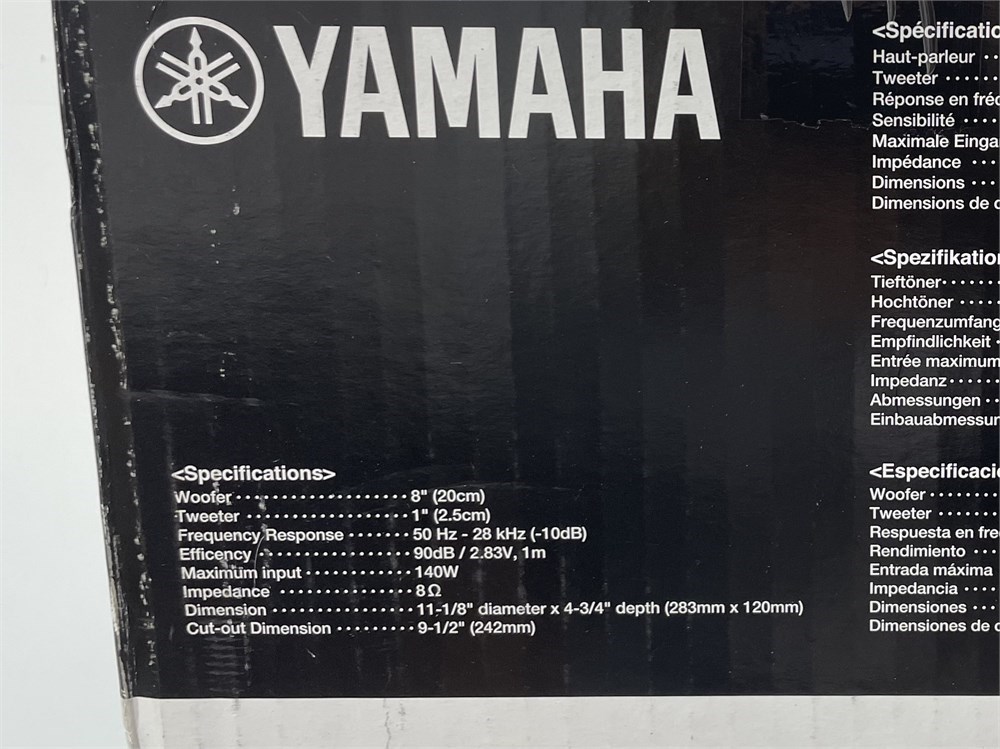 YAMAHA
<Specifications>
Woofer 8" (20cm)
Tweeter 1" (2.5cm)
Frequency Response 50 Hz - 28 kHz (-10dB)
Efficency 90dB / 2.83V, 1m
Maximum input 140W
Impedance 8Ω
Dimension 11-1/8" diameter x 4-3/4" depth (283mm x 120mm)
Cut-out Dimension 9-1/2" (242mm)
<Spécificatio
Haut-parleur
Tweeter
Réponse en fréc
Sensibilité
Maximale Einga
Impédance
Dimensions
Dimensions de d
<Spezifikation
Tieftöner
Hochtöner
Frequenzumfang
Empfindlichkeit
Entrée maximum
Impedanz
Abmessungen
Einbauabmessun
<Especificacio
Woofer
Tweeter
Respuesta en fre
Rendimiento
Entrada máxima
Impedancia
Dimensiones
Dimensiones de c